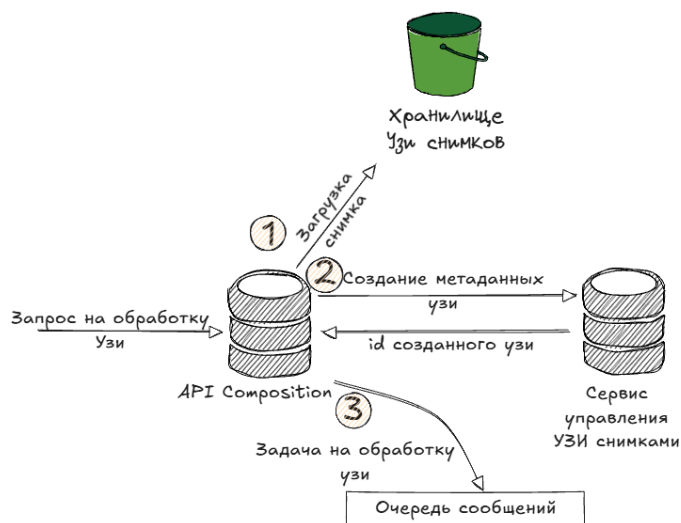 Хранилище
Узи снимков
1
Загрузка
снимка
2
Создание метаданных
узи
Запрос на обработку
Узи
id созданного узи
API Composition
Сервис
управления
УЗИ снимками
3
Задача на обработку
узи
Очередь сообщений